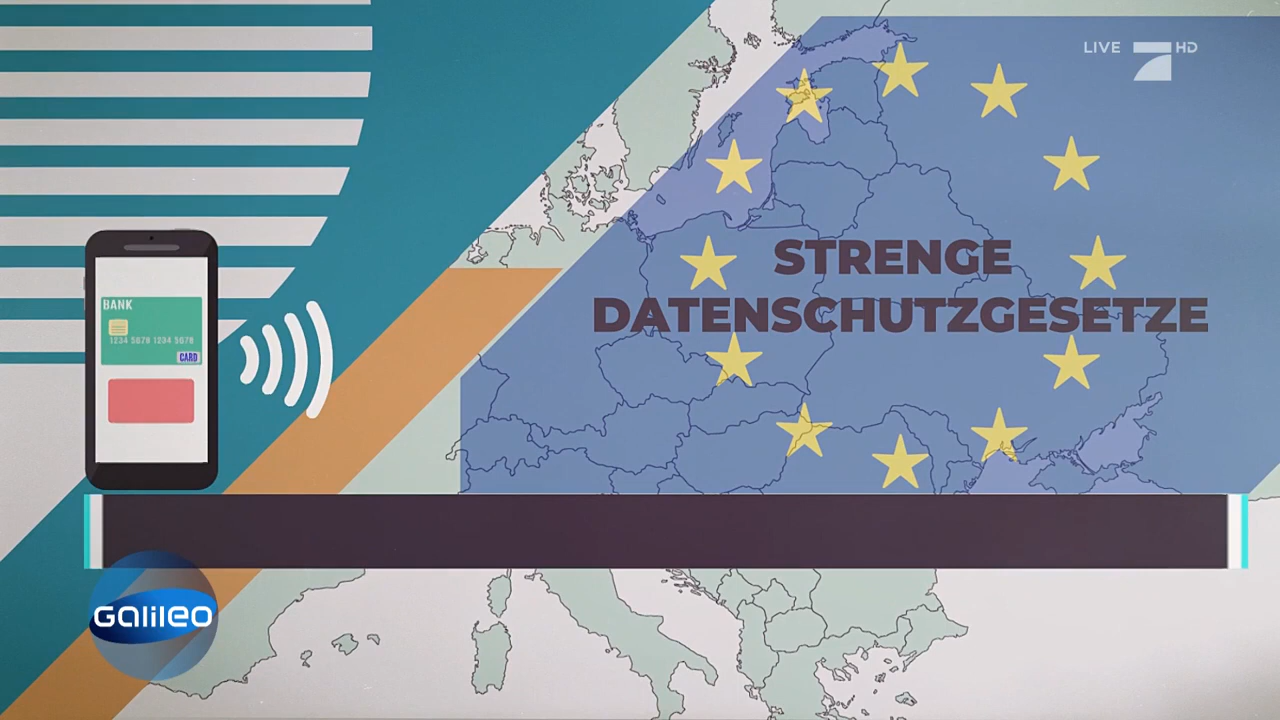 LIVE HD
STRENGE
DATENSCHUTZGESETZE
BANK
1234 5678 1234 5678
CARD
Galileo